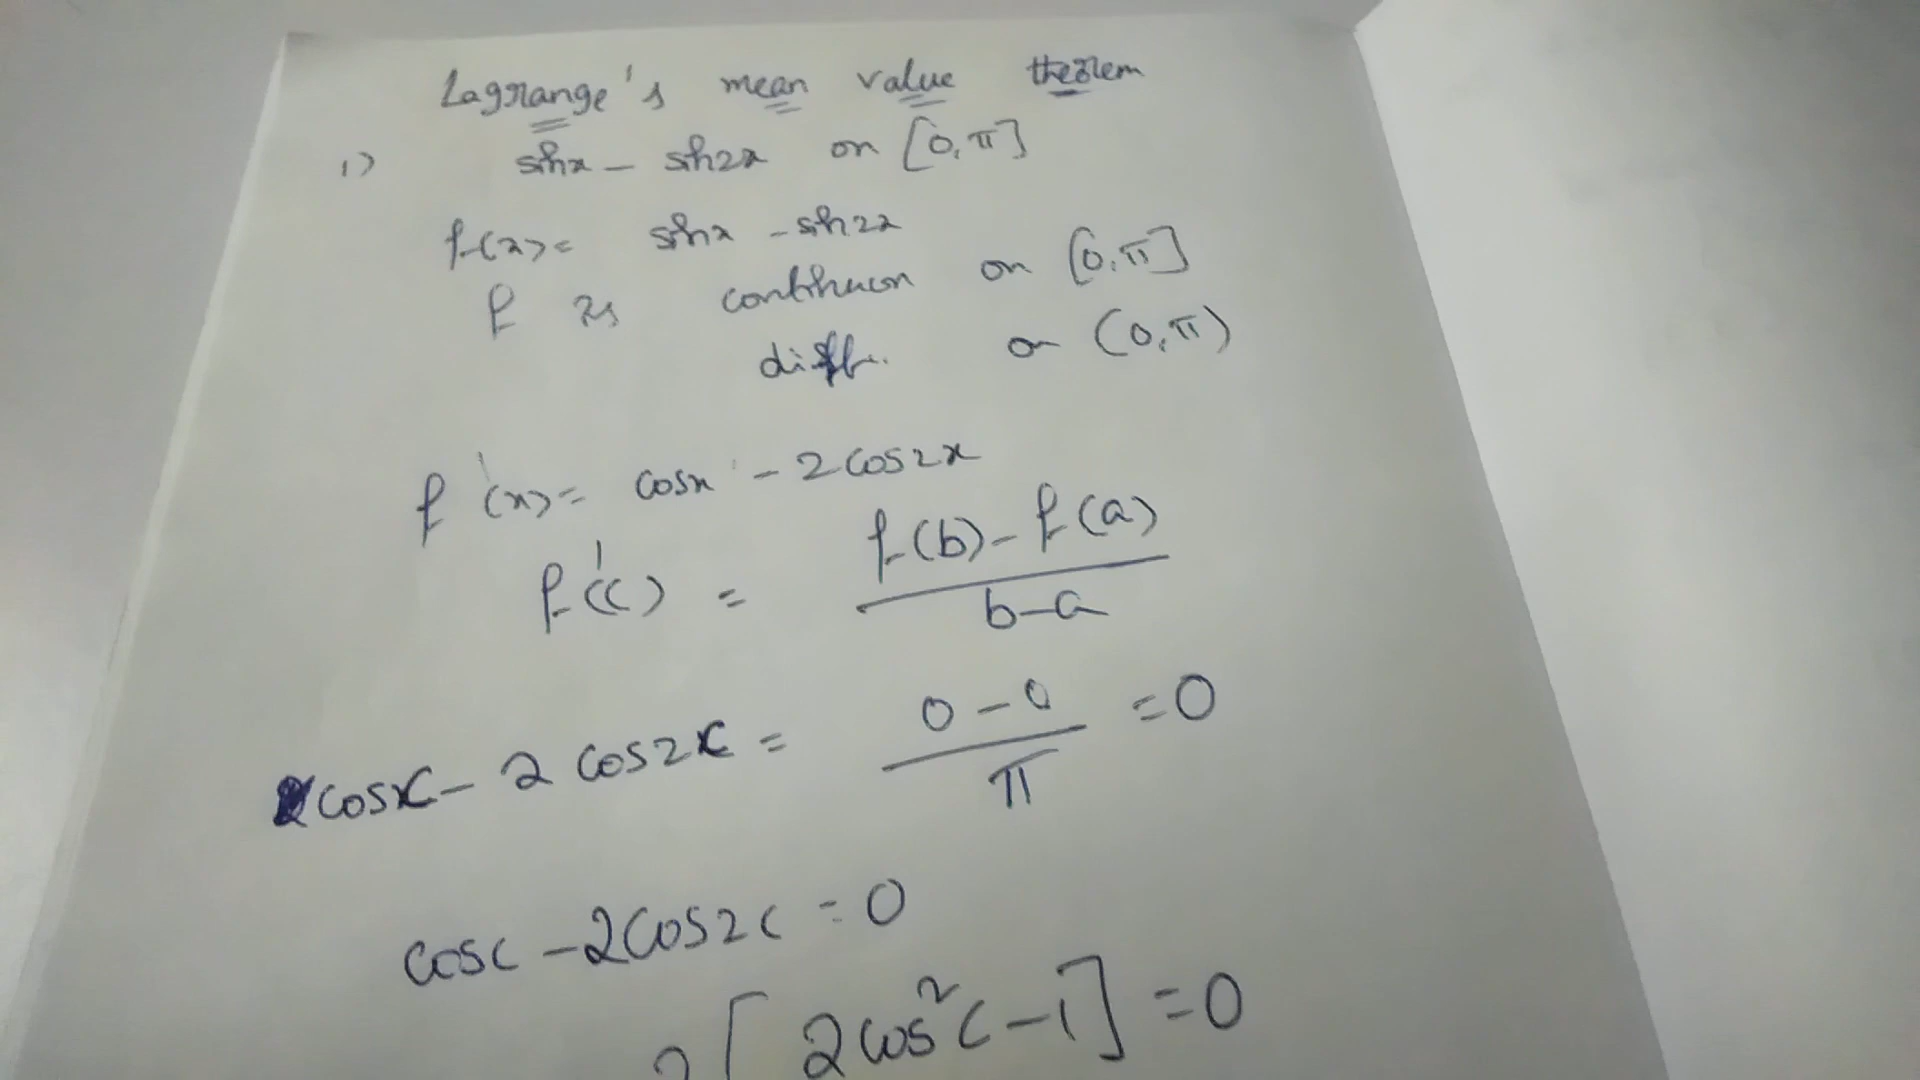 Lagrange's mean value theorem
1) sinx - sin2x on [0, π]
f(x) = sinx - sin2x
f is continuous on [0, π]
diff. on (0, π)
f'(x) = cosx - 2cos2x
f'(c) = f(b) - f(a) / b-a
cosc - 2cos2c = 0-0 / π = 0
cosc - 2cos2c = 0
2[2cos²c-1] = 0